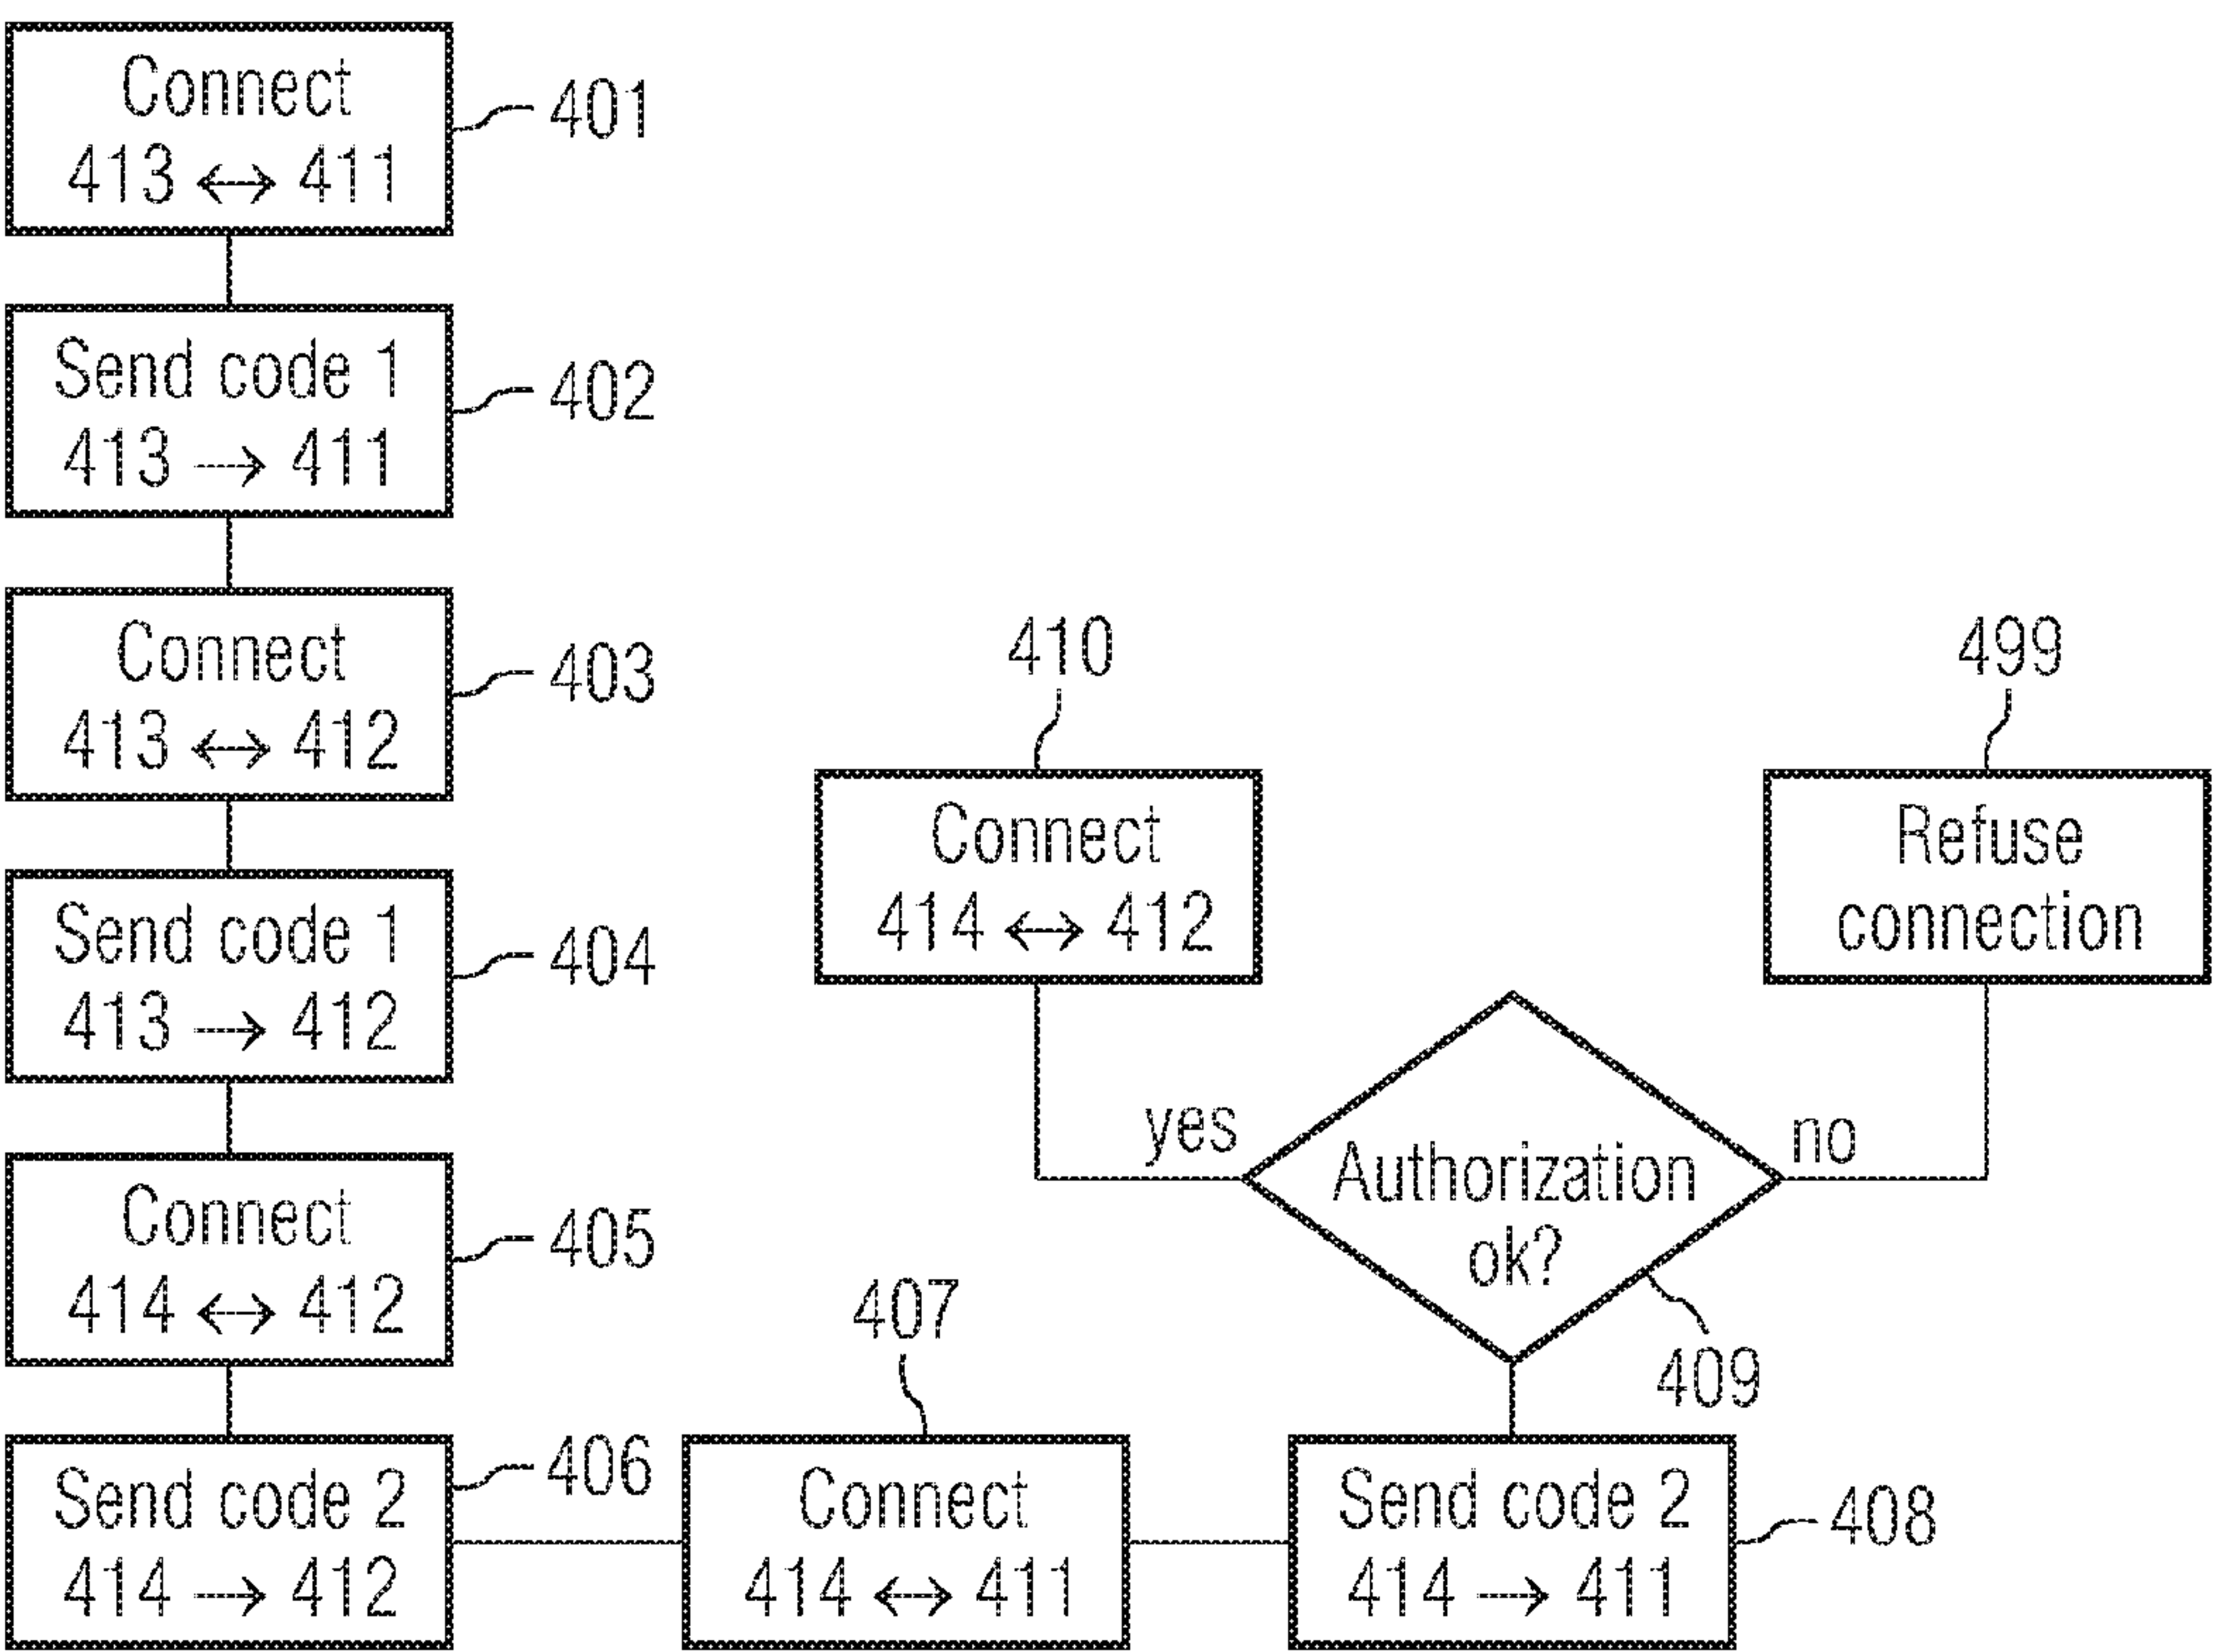 Connect
413 ↔ 411
401
Send code 1
413 → 411
402
Connect
413 ↔ 412
403
Send code 1
413 → 412
404
Connect
414 ↔ 412
405
Send code 2
414 → 412
406
407
Connect
414 ↔ 411
Send code 2
414 → 411
408
Authorization
ok?
409
yes
no
410
Connect
414 ↔ 412
499
Refuse
connection